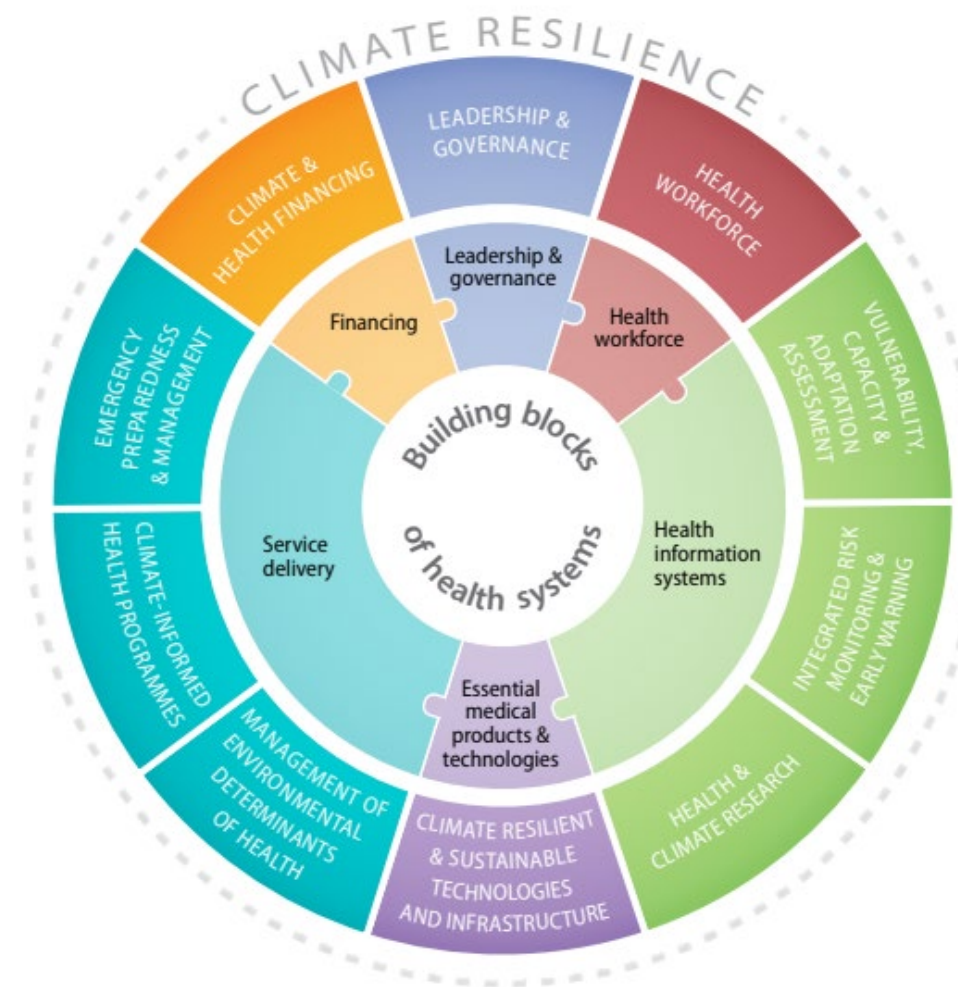 CLIMATE RESILIENCE
LEADERSHIP &
GOVERNANCE
HEALTH
WORKFORCE
VULNERABILITY,
CAPACITY &
ADAPTATION
ASSESSMENT
INTEGRATED RISK
MONITORING &
EARLY WARNING
HEALTH &
CLIMATE RESEARCH
CLIMATE RESILIENT
& SUSTAINABLE
TECHNOLOGIES
AND INFRASTRUCTURE
MANAGEMENT OF
ENVIRONMENTAL
DETERMINANTS
OF HEALTH
CLIMATE-INFORMED
HEALTH PROGRAMMES
EMERGENCY
PREPAREDNESS
& MANAGEMENT
CLIMATE &
HEALTH FINANCING
Leadership &
governance
Health
workforce
Health
information
systems
Essential
medical
products &
technologies
Service
delivery
Financing
Building blocks
of health systems